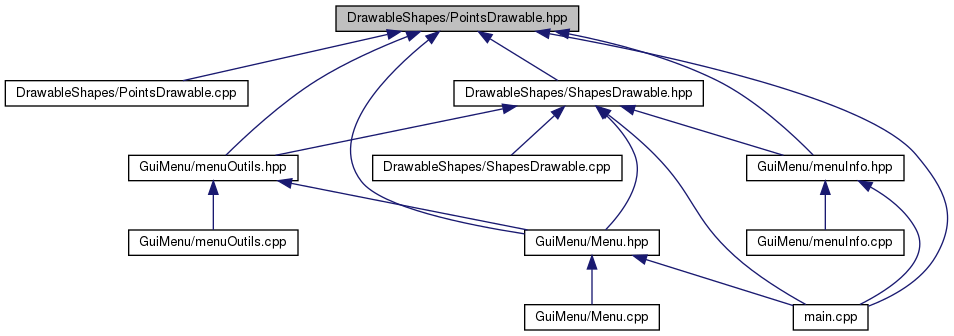 DrawableShapes/PointsDrawable.hpp
DrawableShapes/PointsDrawable.cpp
DrawableShapes/ShapesDrawable.hpp
GuiMenu/menuOutils.hpp
DrawableShapes/ShapesDrawable.cpp
GuiMenu/menuInfo.hpp
GuiMenu/menuOutils.cpp
GuiMenu/Menu.hpp
GuiMenu/menuInfo.cpp
GuiMenu/Menu.cpp
main.cpp